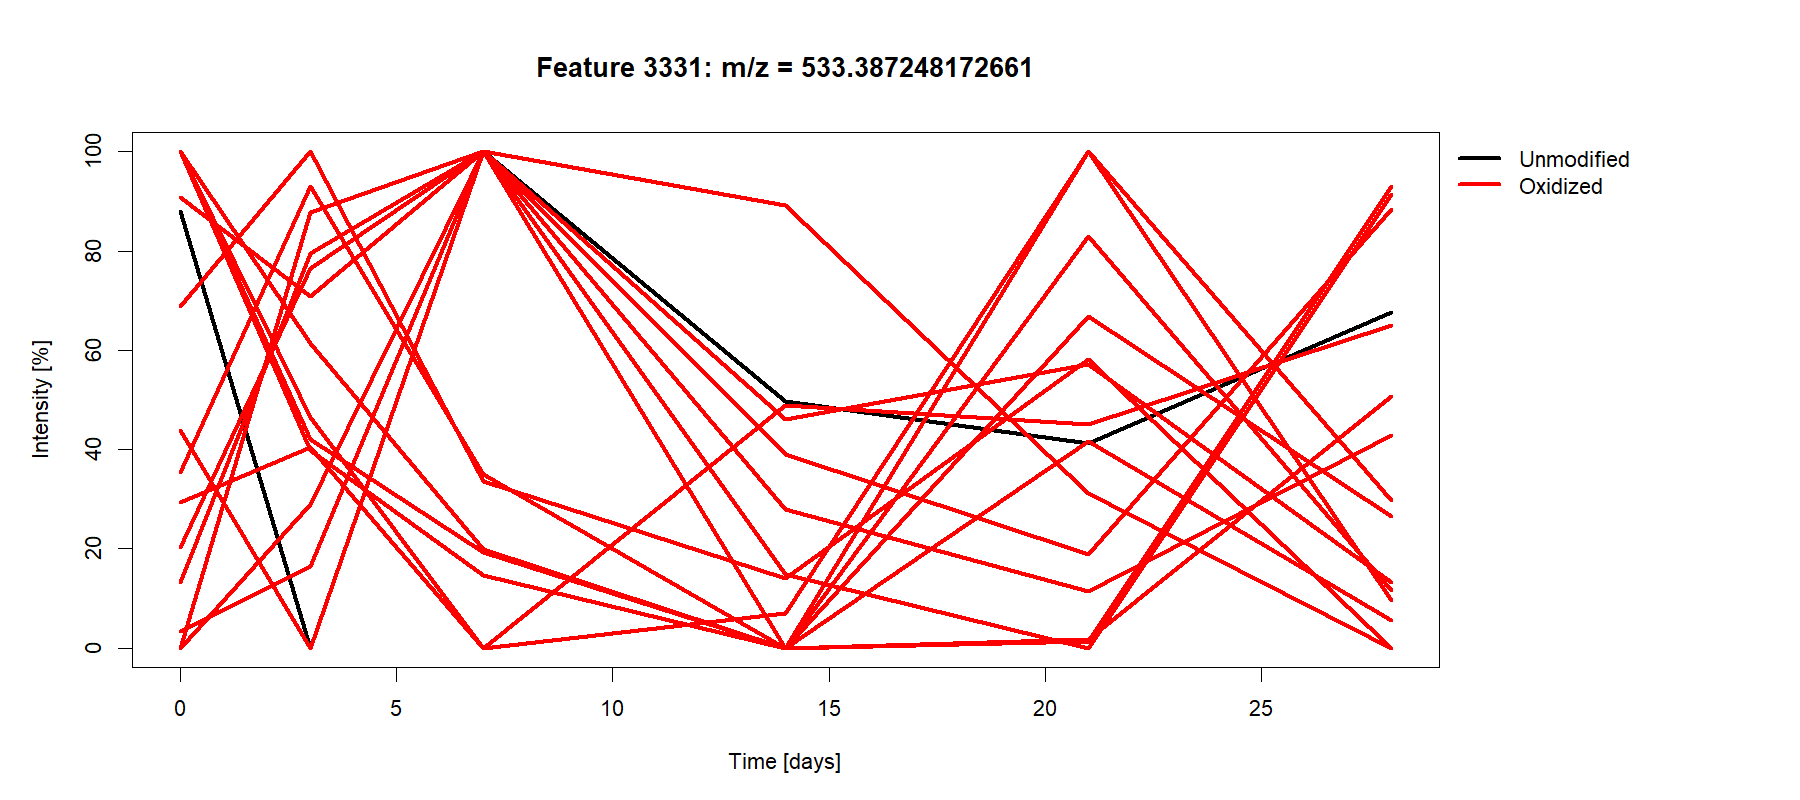 Feature 3331: m/z = 533.387248172661
Unmodified
Oxidized
Intensity [%]
100
80
60
40
20
0
0 5 10 15 20 25
Time [days]